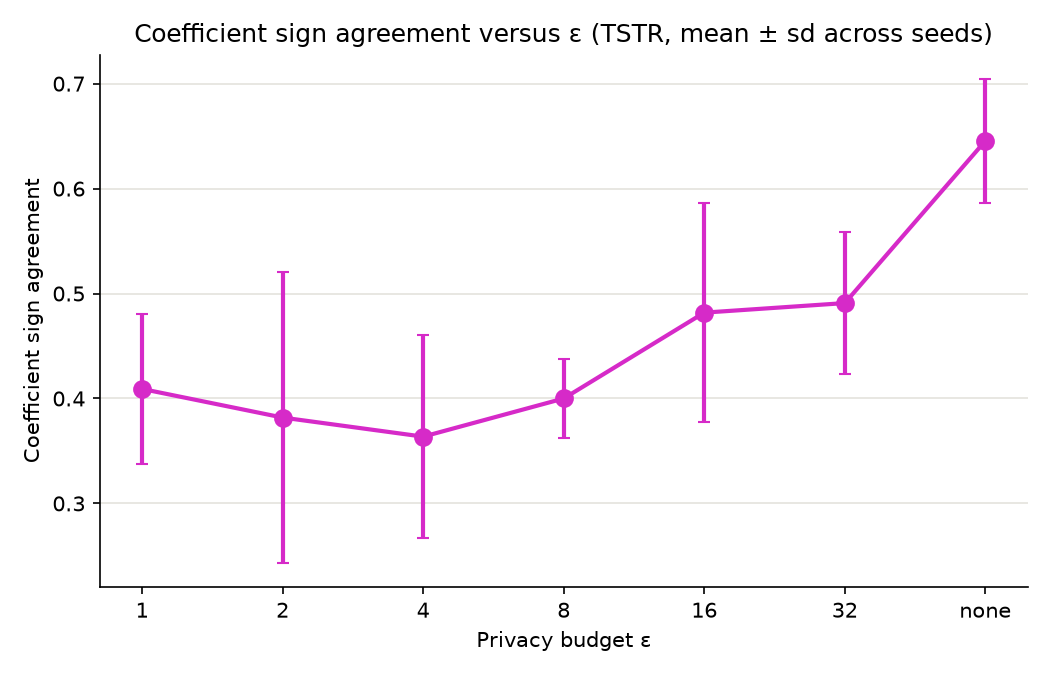 Coefficient sign agreement versus ε (TSTR, mean ± sd across seeds)
Coefficient sign agreement
0.7
0.6
0.5
0.4
0.3
1 2 4 8 16 32 none
Privacy budget ε